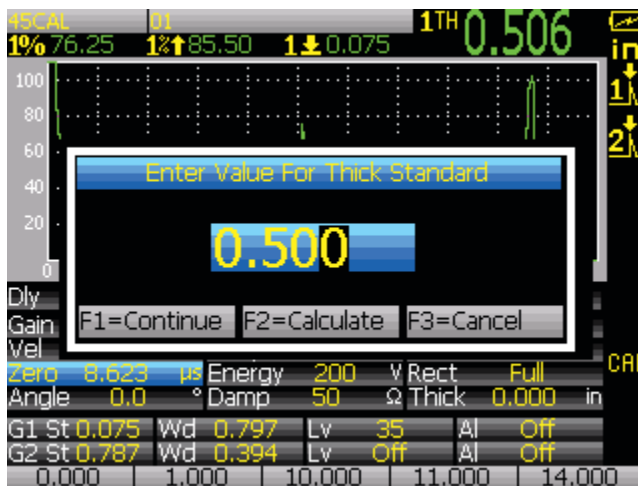 45CAL 01
1% 76.25 1%↑85.50 1↓0.075 1TH 0.506 in
100
80
60
40
20
0
1
2
Enter Value For Thick Standard
0.500
F1=Continue F2=Calculate F3=Cancel
Dly
Gain
Vel
Zero 8.623 µs Energy 200 V Rect Full
Angle 0.0 ° Damp 50 Ω Thick 0.000 in
CAL
G1 St 0.075 Wd 0.797 Lv 35 Al Off
G2 St 0.787 Wd 0.394 Lv Off Al Off
0.000 1.000 10.000 11.000 14.000